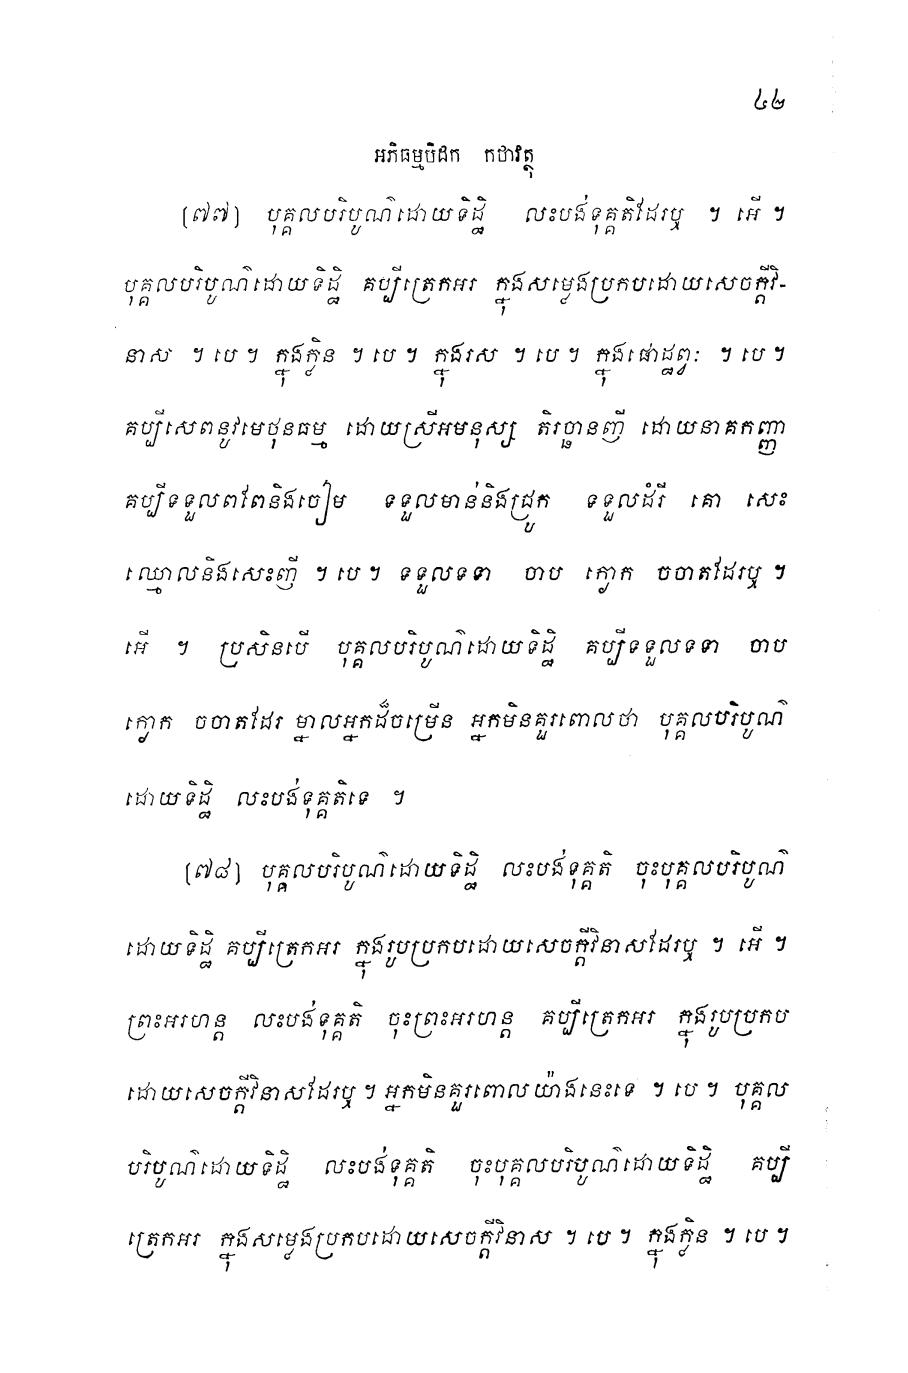 ៤២
អភិធម្មបិដក កថាវត្ថុ
(៧៧) បុគ្គលបរិបូណ៌ដោយទិដ្ឋិ លះបង់ទុគ្គតិដែរឬ ។ អើ ។
បុគ្គលបរិបូណ៌ដោយទិដ្ឋិ គប្បីត្រេកអរ ក្នុងសម្លេងប្រកបដោយសេចក្តីវិ-
នាស ។ បេ ។ ក្នុងក្លិន ។ បេ ។ ក្នុងរស ។ បេ ។ ក្នុងផោដ្ឋព្វៈ ។ បេ ។
គប្បីសេពនូវមេថុនធម្ម ដោយស្រីអមនុស្ស តិរច្ឆានញី ដោយនាគកញ្ញា
គប្បីទទួលពពែនិងចៀម ទទួលមាន់និងជ្រូក ទទួលដំរី គោ សេះ
ឈ្មោលនិងសេះញី ។ បេ ។ ទទួលទទា ចាប ក្ងោក ចចាតដែរឬ ។
អើ ។ ប្រសិនបើ បុគ្គលបរិបូណ៌ដោយទិដ្ឋិ គប្បីទទួលទទា ចាប
ក្ងោក ចចាតដែរ ម្នាលអ្នកដ៏ចម្រើន អ្នកមិនគួរពោលថា បុគ្គលបរិបូណ៌
ដោយទិដ្ឋិ លះបង់ទុគ្គតិទេ ។
(៧៨) បុគ្គលបរិបូណ៌ដោយទិដ្ឋិ លះបង់ទុគ្គតិ ចុះបុគ្គលបរិបូណ៌
ដោយទិដ្ឋិ គប្បីត្រេកអរ ក្នុងរូបប្រកបដោយសេចក្តីវិនាសដែរឬ ។ អើ ។
ព្រះអរហន្ត លះបង់ទុគ្គតិ ចុះព្រះអរហន្ត គប្បីត្រេកអរ ក្នុងរូបប្រកប
ដោយសេចក្តីវិនាសដែរឬ ។ អ្នកមិនគួរពោលយ៉ាងនេះទេ ។ បេ ។ បុគ្គល
បរិបូណ៌ដោយទិដ្ឋិ លះបង់ទុគ្គតិ ចុះបុគ្គលបរិបូណ៌ដោយទិដ្ឋិ គប្បី
ត្រេកអរ ក្នុងសម្លេងប្រកបដោយសេចក្តីវិនាស ។ បេ ។ ក្នុងក្លិន ។ បេ ។